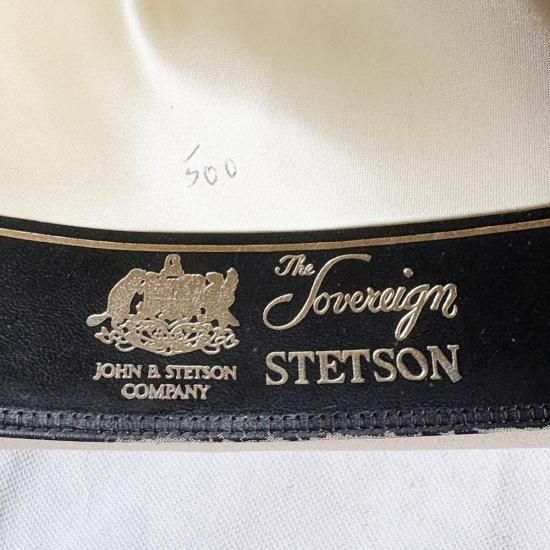 500
The
Sovereign
STETSON
JOHN B. STETSON
COMPANY